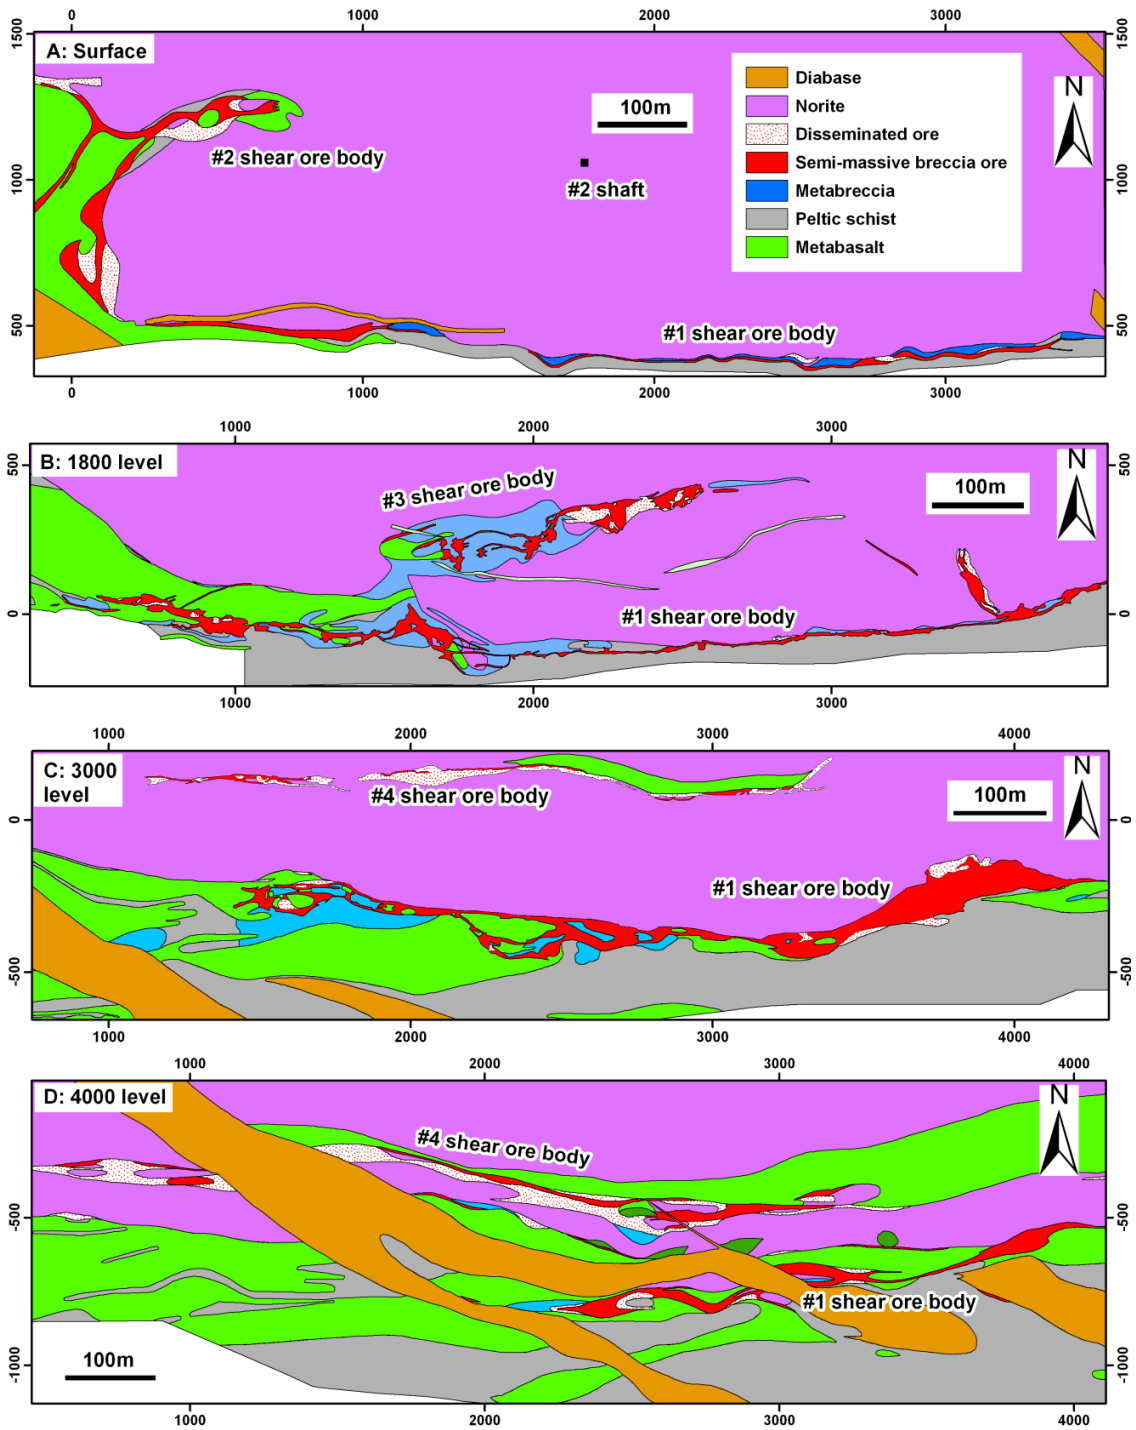 0 1000 2000 3000
1500 1500
A: Surface
Diabase
Norite
Disseminated ore
Semi-massive breccia ore
Metabreccia
Peltic schist
Metabasalt
100m
N
#2 shear ore body
#2 shaft
1000 1000
500 500
#1 shear ore body
0 1000 2000 3000
1000 2000 3000
B: 1800 level
500 500
#3 shear ore body
100m
N
0 0
#1 shear ore body
1000 2000 3000
1000 2000 3000 4000
C: 3000
level
N
#4 shear ore body
100m
0 0
#1 shear ore body
-500 -500
1000 2000 3000 4000
1000 2000 3000 4000
D: 4000 level
N
#4 shear ore body
-500 -500
#1 shear ore body
100m
-1000 -1000
1000 2000 3000 4000